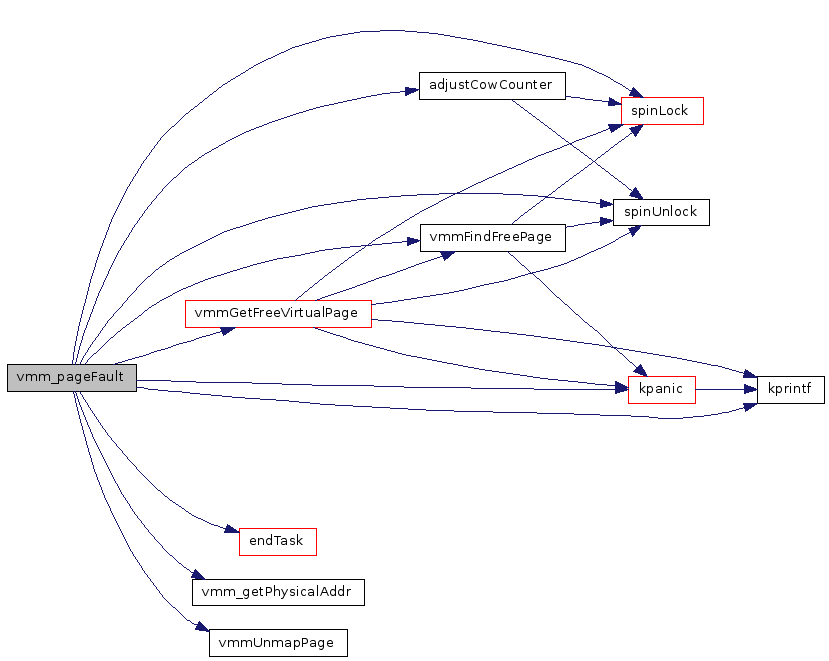 adjustCowCounter
spinLock
spinUnlock
vmmFindFreePage
vmmGetFreeVirtualPage
vmm_pageFault
kpanic
kprintf
endTask
vmm_getPhysicalAddr
vmmUnmapPage